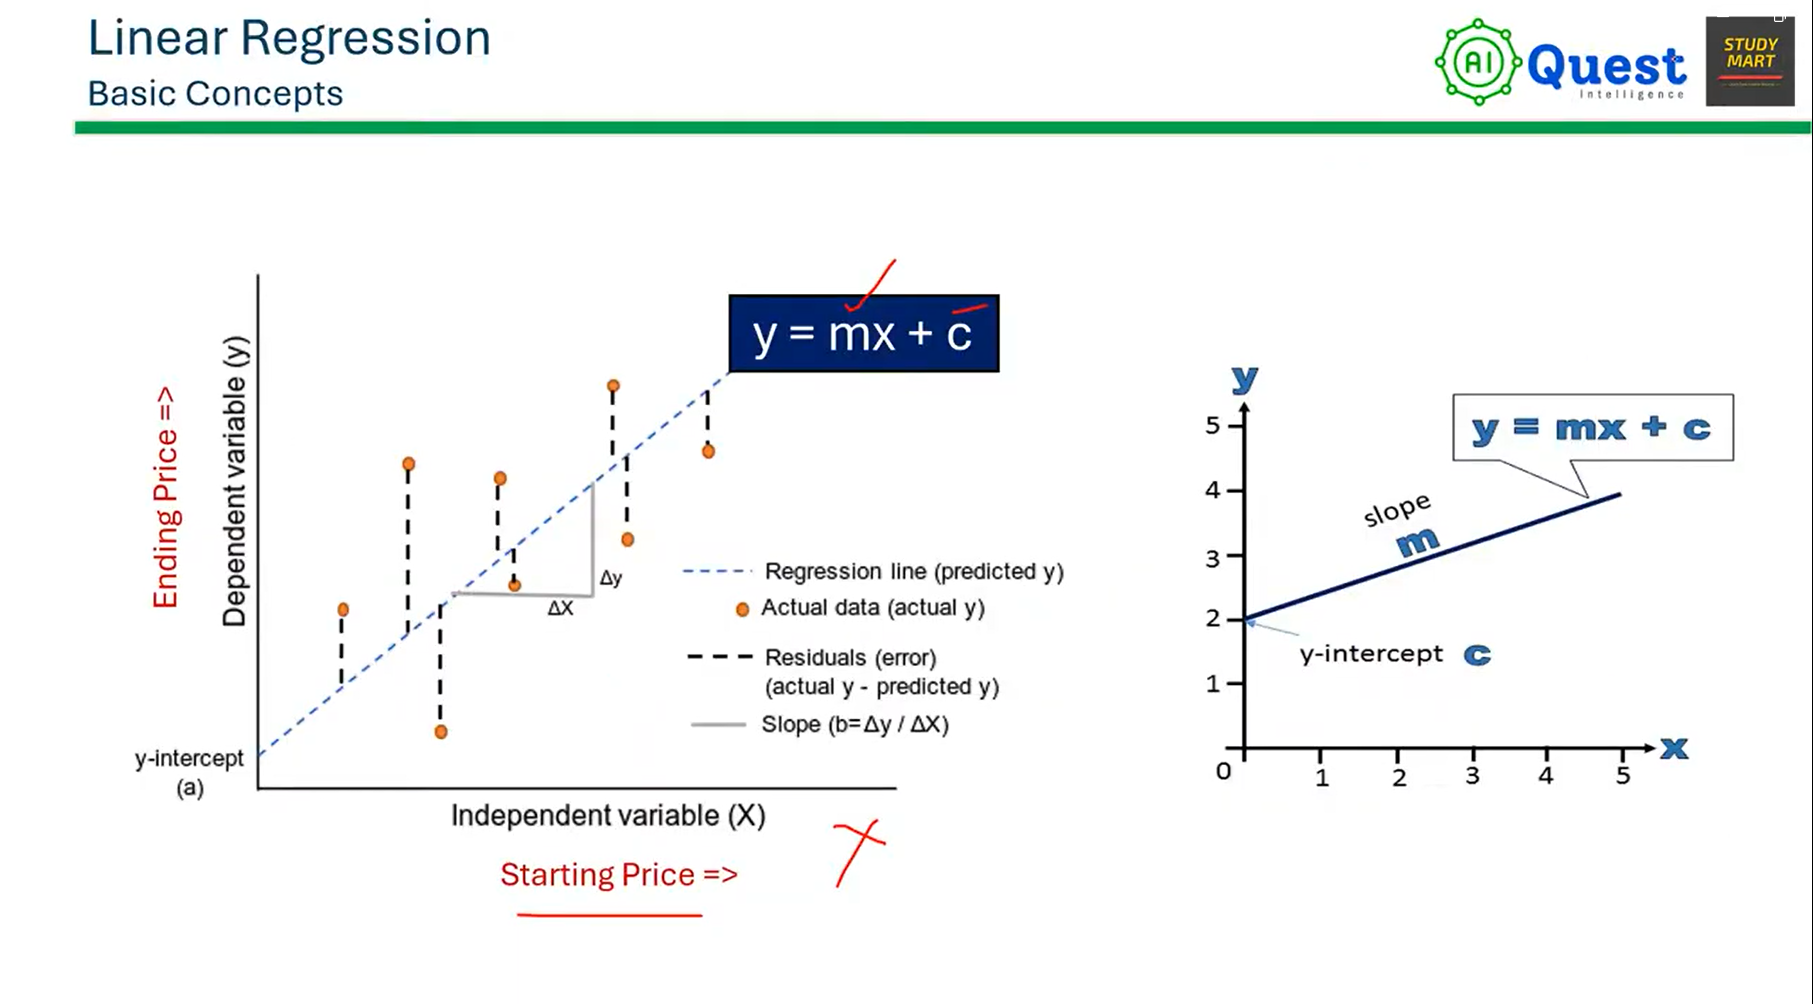 Linear Regression
Basic Concepts
AI Quest
Intelligence
STUDY
MART
Ending Price =>
Dependent variable (y)
y = mx + c
Δy
ΔX
Regression line (predicted y)
Actual data (actual y)
Residuals (error)
(actual y - predicted y)
Slope (b=Δy / ΔX)
y-intercept
(a)
Independent variable (X)
Starting Price =>
x
y
y = mx + c
5
4
3
2
1
slope
m
y-intercept c
0 1 2 3 4 5
x